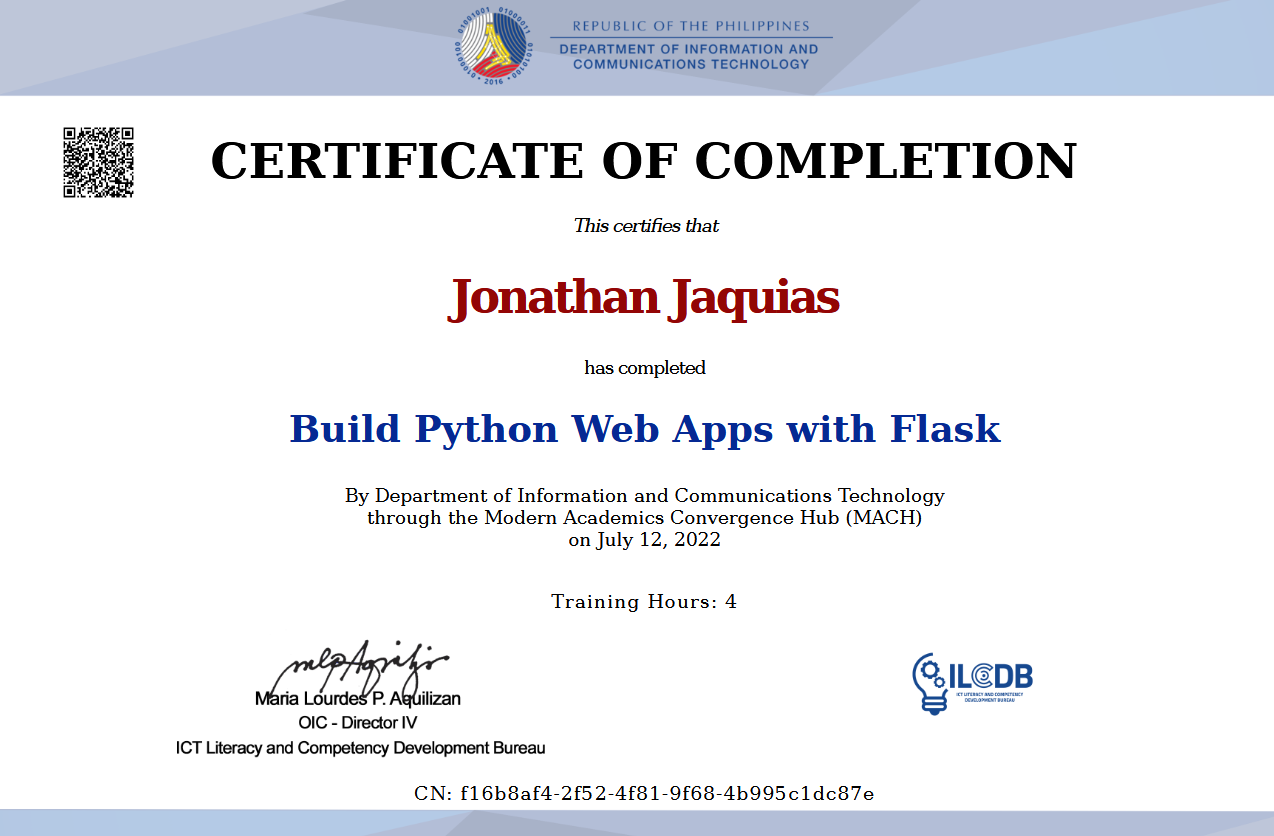 REPUBLIC OF THE PHILIPPINES
DEPARTMENT OF INFORMATION AND
COMMUNICATIONS TECHNOLOGY
01001001 01000011 01010100 01000100
• 2016 •
CERTIFICATE OF COMPLETION
This certifies that
Jonathan Jaquias
has completed
Build Python Web Apps with Flask
By Department of Information and Communications Technology
through the Modern Academics Convergence Hub (MACH)
on July 12, 2022
Training Hours: 4
Maria Lourdes P. Aquilizan
OIC - Director IV
ICT Literacy and Competency Development Bureau
ILCDB
ICT LITERACY AND COMPETENCY
DEVELOPMENT BUREAU
CN: f16b8af4-2f52-4f81-9f68-4b995c1dc87e